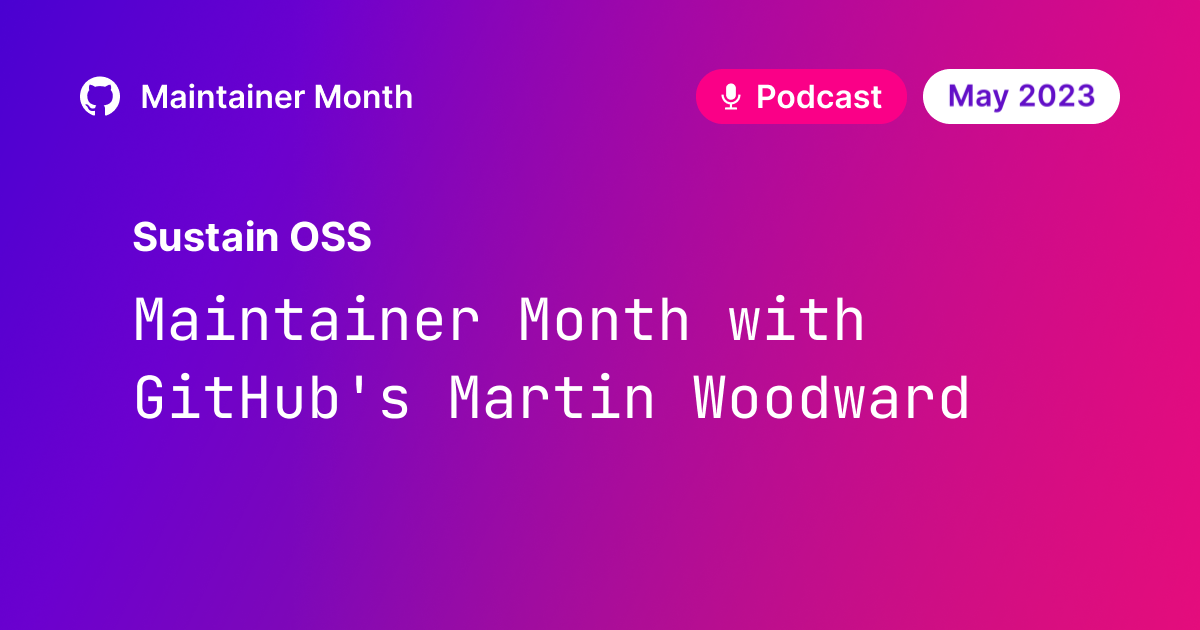 Maintainer Month
Podcast
May 2023
Sustain OSS
Maintainer Month with
GitHub's Martin Woodward